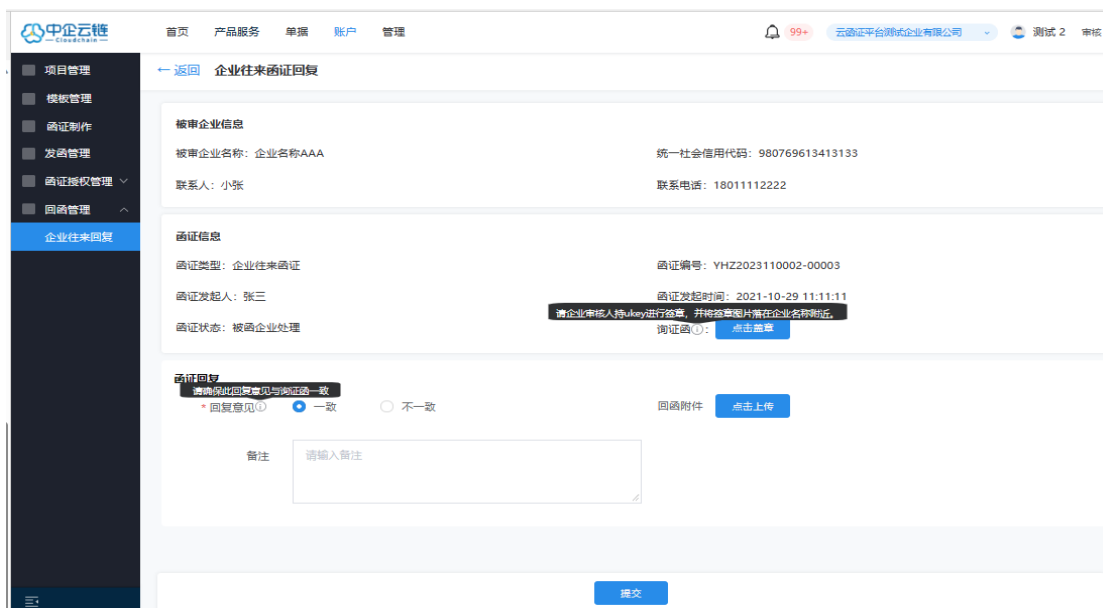 中企云链
Cloudchain
首页 产品服务 单据 账户 管理
99+ 云函证平台测试企业有限公司 测试 2 审核
项目管理
模板管理
函证制作
发函管理
函证授权管理
回函管理
企业往来回复
← 返回 企业往来函证回复
被审企业信息
被审企业名称：企业名称AAA 统一社会信用代码：980769613413133
联系人：小张 联系电话：18011112222
函证信息
函证类型：企业往来函证 函证编号：YHZ2023110002-00003
函证发起人：张三 函证发起时间：2021-10-29 11:11:11
请企业审核人持ukey进行签章，并将签章图片落在企业名称附近。
函证状态：被函企业处理 询证函ⓘ： 点击盖章
函证回复
请确保此回复意见与询证函一致
* 回复意见ⓘ 一致 不一致 回函附件 点击上传
备注 请输入备注
提交